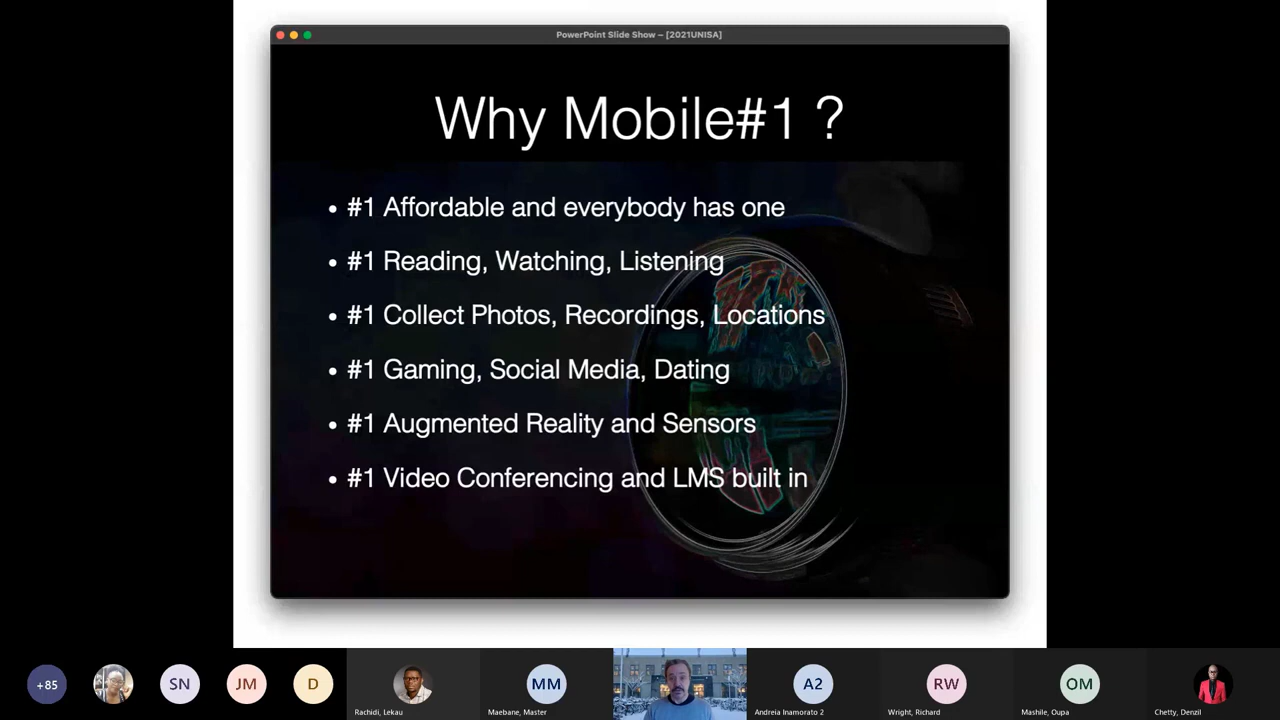 PowerPoint Slide Show – [2021UNISA]
Why Mobile#1 ?
• #1 Affordable and everybody has one
• #1 Reading, Watching, Listening
• #1 Collect Photos, Recordings, Locations
• #1 Gaming, Social Media, Dating
• #1 Augmented Reality and Sensors
• #1 Video Conferencing and LMS built in
+85
SN
JM
D
MM
A2
RW
OM
Rachidi, Lekau
Maebane, Master
Andreia Inamorato 2
Wright, Richard
Mashile, Oupa
Chetty, Denzil